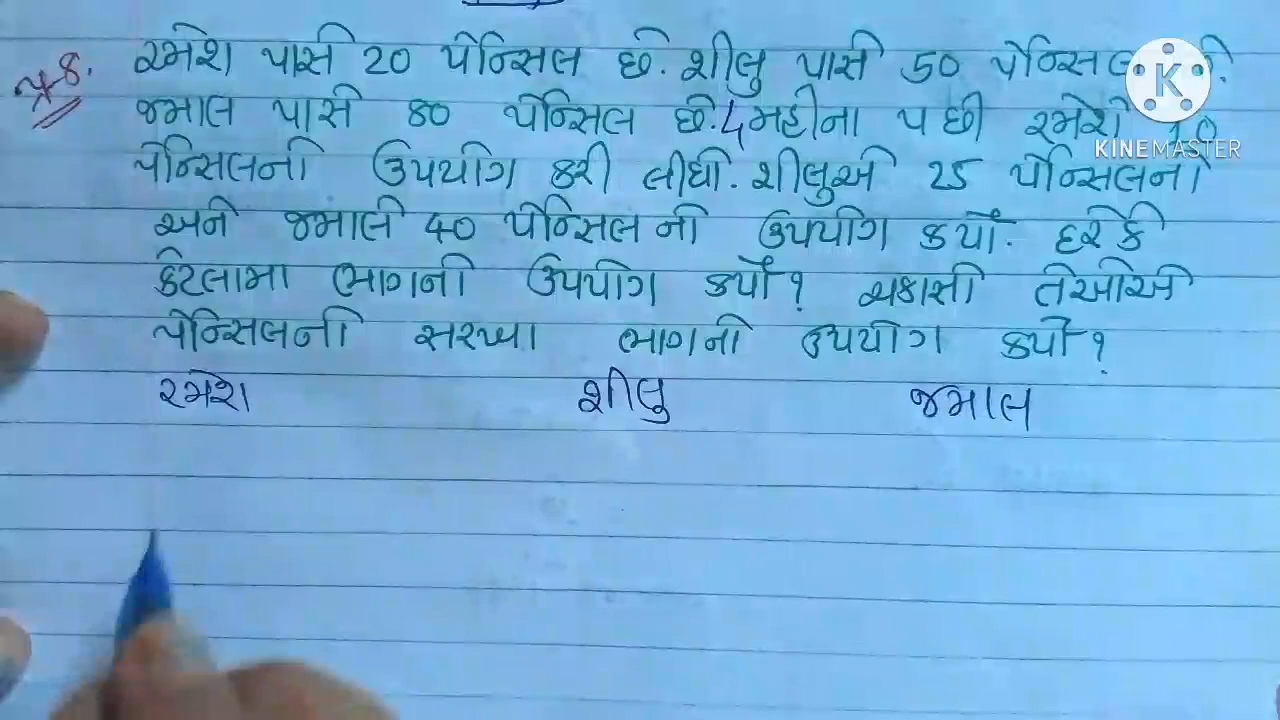 પ્ર 8. રમેશ પાસે 20 પેન્સિલ છે. શીલુ પાસે 50 પેન્સિલ
જમાલ પાસે 80 પેન્સિલ છે. 4 મહીના પછી રમેશે 10
પેન્સિલનો ઉપયોગ કરી લીધો. શીલુએ 25 પેન્સિલનો
અને જમાલે 40 પેન્સિલ નો ઉપયોગ કર્યો. દરેકે
કેટલામા ભાગનો ઉપયોગ કર્યો? ચકાસો તેઓએ
પેન્સિલનો સરખા ભાગનો ઉપયોગ કર્યો?
રમેશ શીલુ જમાલ
K
KINEMASTER